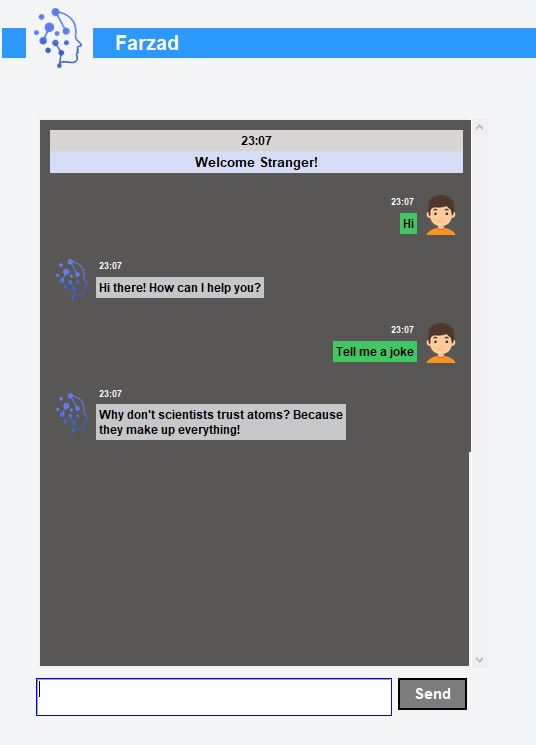 Farzad
23:07
Welcome Stranger!
23:07
Hi
23:07
Hi there! How can I help you?
23:07
Tell me a joke
23:07
Why don't scientists trust atoms? Because
they make up everything!
Send